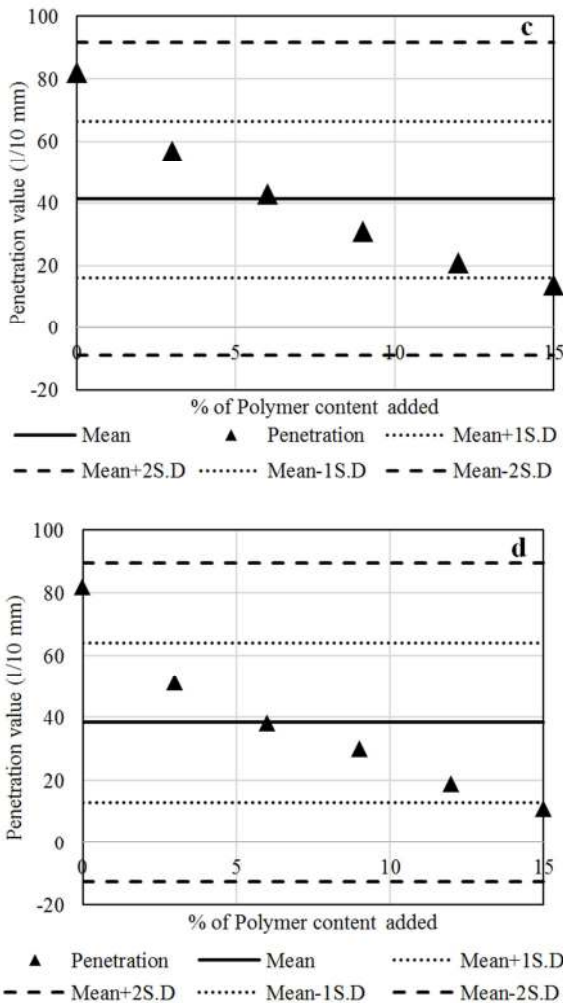 100
c
80
60
40
20
0
-20
0 5 10 15
Penetration value (1/10 mm)
% of Polymer content added
Mean Penetration Mean+1S.D
Mean+2S.D Mean-1S.D Mean-2S.D
100
d
80
60
40
20
0
-20
0 5 10 15
Penetration value (1/10 mm)
% of Polymer content added
Penetration Mean Mean+1S.D
Mean+2S.D Mean-1S.D Mean-2S.D